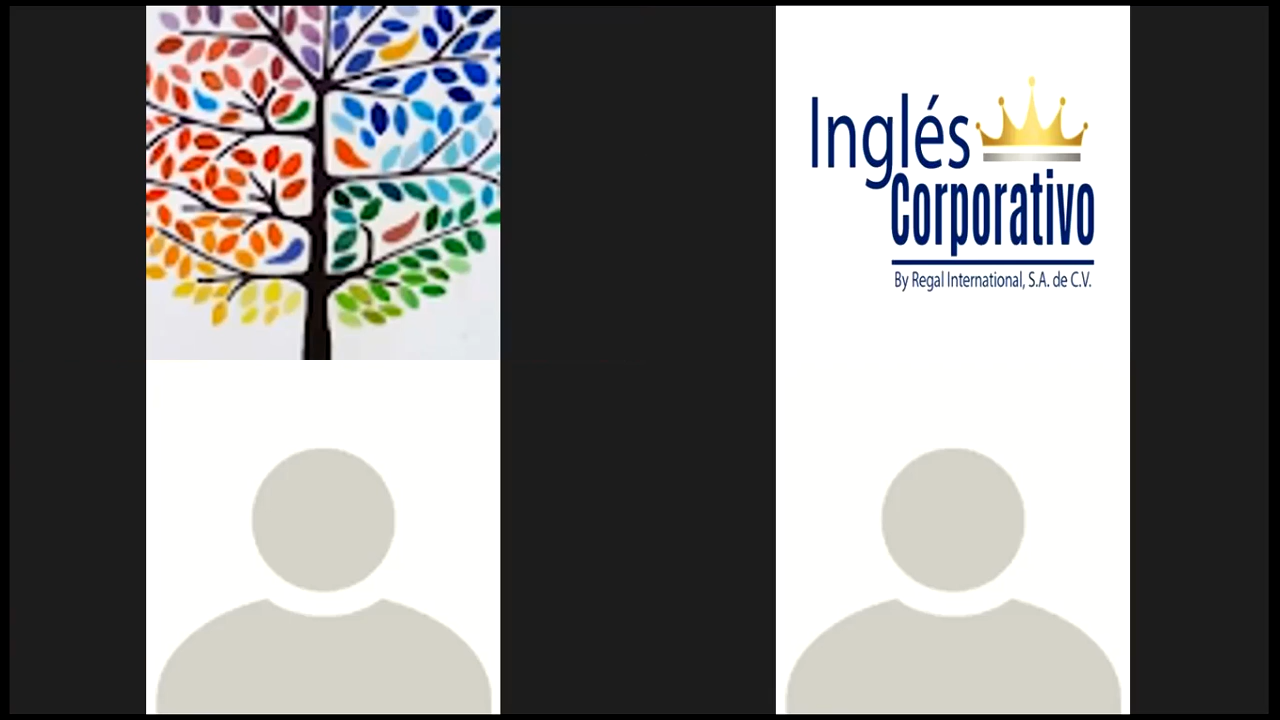 Inglés
Corporativo
By Regal International, S.A. de C.V.